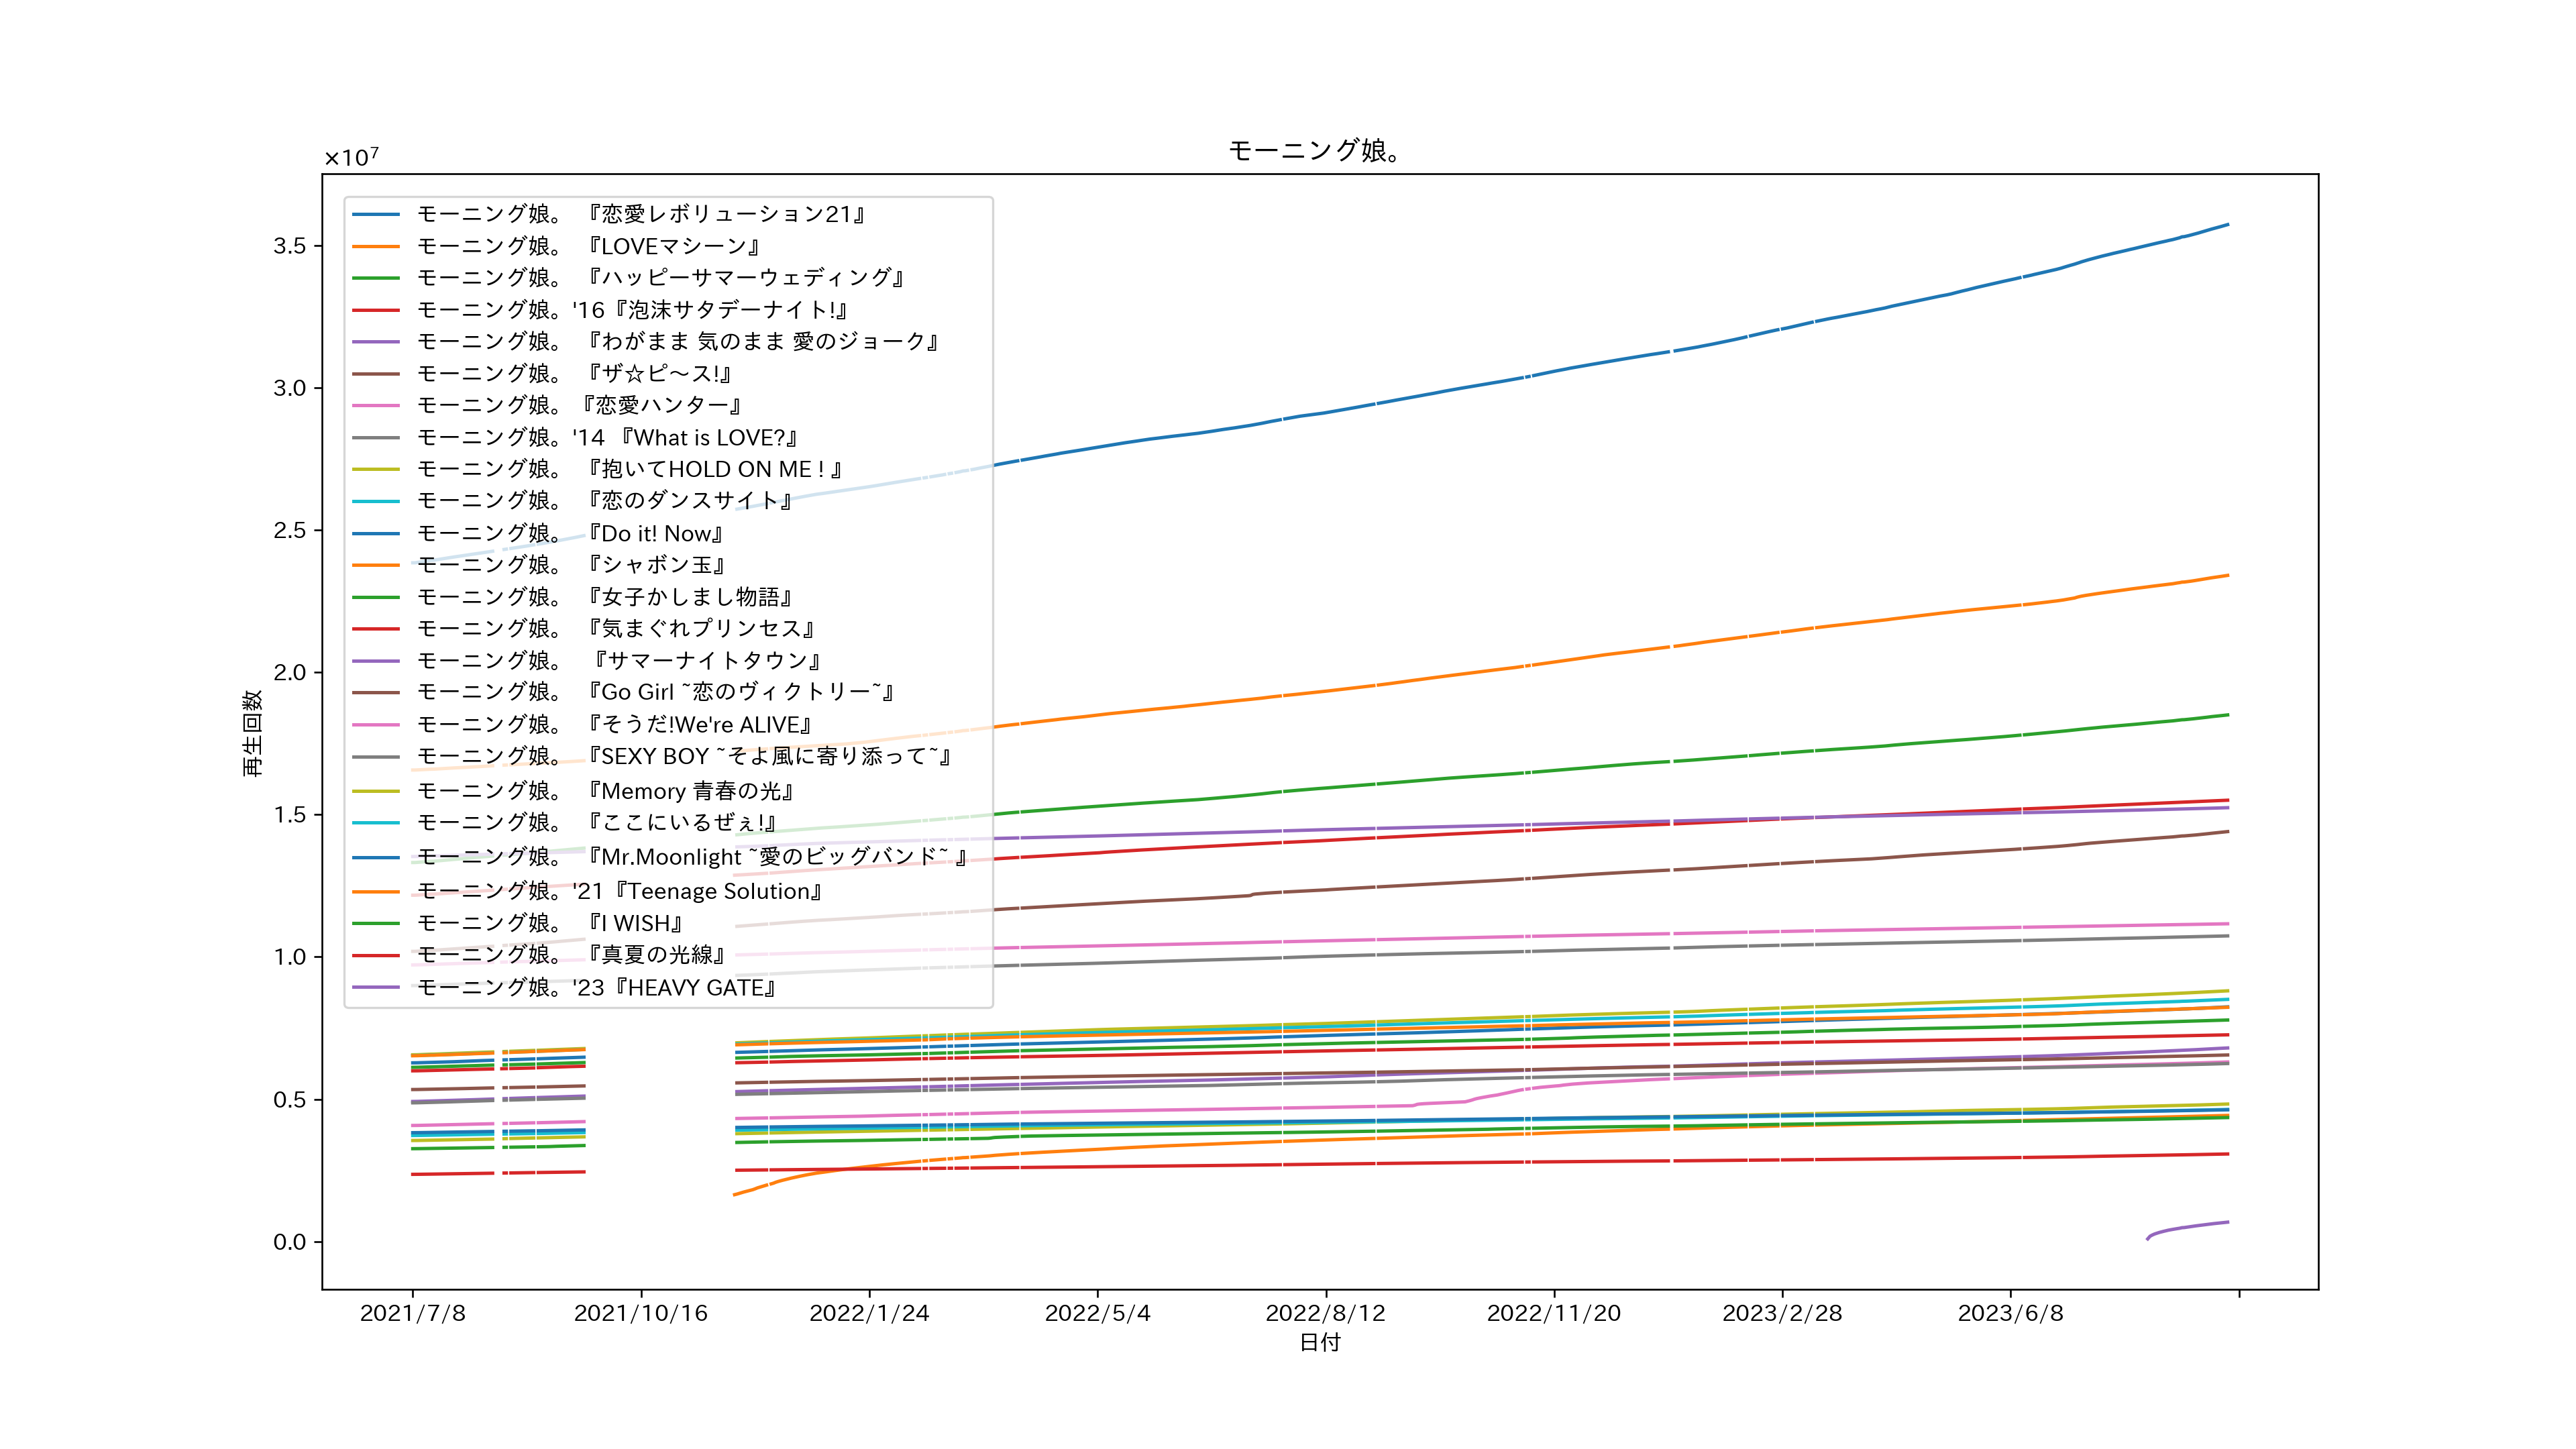 モーニング娘。
×10⁷
モーニング娘。 『恋愛レボリューション21』
モーニング娘。 『LOVEマシーン』
モーニング娘。 『ハッピーサマーウェディング』
モーニング娘。'16『泡沫サタデーナイト!』
モーニング娘。 『わがまま 気のまま 愛のジョーク』
モーニング娘。 『ザ☆ピ〜ス!』
モーニング娘。『恋愛ハンター』
モーニング娘。'14 『What is LOVE?』
モーニング娘。 『抱いてHOLD ON ME ! 』
モーニング娘。 『恋のダンスサイト』
モーニング娘。 『Do it! Now』
モーニング娘。 『シャボン玉』
モーニング娘。 『女子かしまし物語』
モーニング娘。 『気まぐれプリンセス』
モーニング娘。 『サマーナイトタウン』
モーニング娘。 『Go Girl ~恋のヴィクトリー~』
モーニング娘。 『そうだ!We're ALIVE』
モーニング娘。 『SEXY BOY ~そよ風に寄り添って~』
モーニング娘。 『Memory 青春の光』
モーニング娘。 『ここにいるぜぇ!』
モーニング娘。 『Mr.Moonlight ~愛のビッグバンド~ 』
モーニング娘。'21『Teenage Solution』
モーニング娘。 『I WISH』
モーニング娘。 『真夏の光線』
モーニング娘。'23『HEAVY GATE』
3.5
3.0
2.5
2.0
1.5
1.0
0.5
0.0
再生回数
2021/7/8 2021/10/16 2022/1/24 2022/5/4 2022/8/12 2022/11/20 2023/2/28 2023/6/8
日付